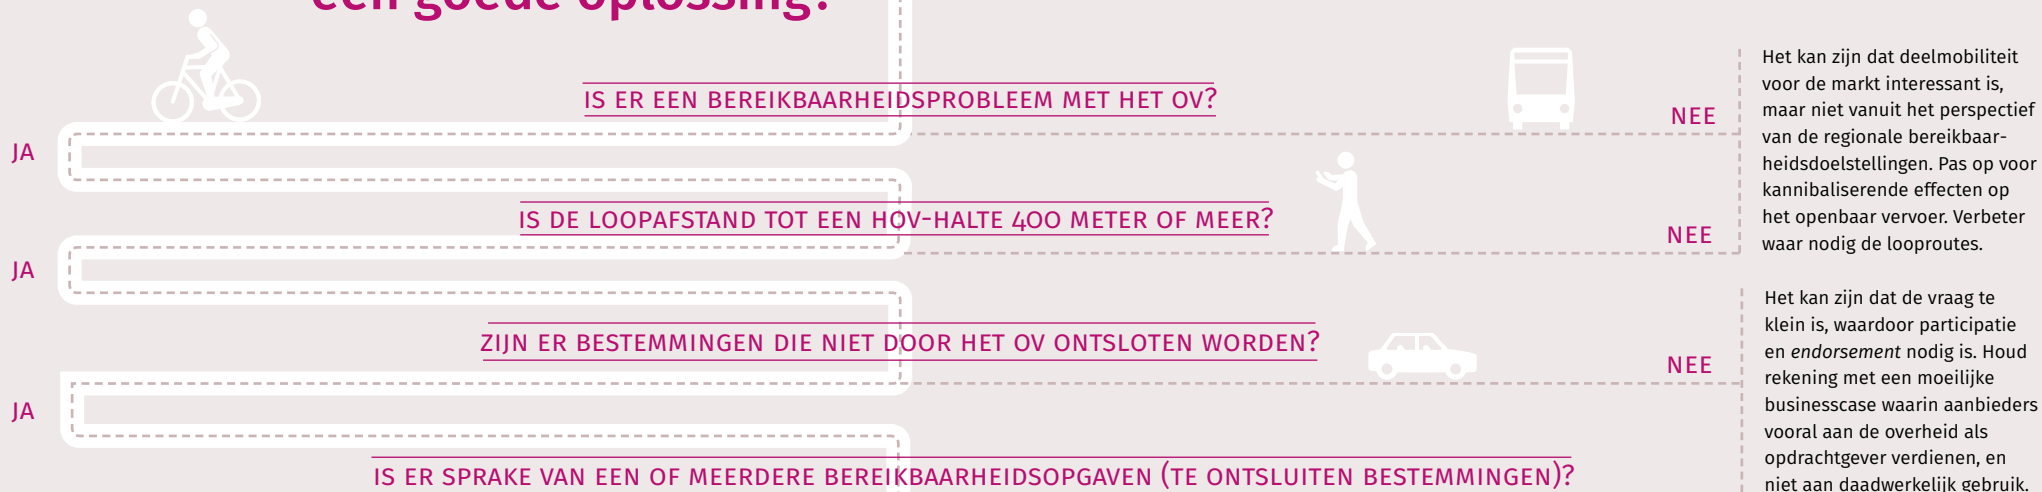 een goede oplossing?
IS ER EEN BEREIKBAARHEIDSPROBLEEM MET HET OV?
NEE
JA
IS DE LOOPAFSTAND TOT EEN HOV-HALTE 400 METER OF MEER?
NEE
JA
ZIJN ER BESTEMMINGEN DIE NIET DOOR HET OV ONTSLOTEN WORDEN?
NEE
JA
IS ER SPRAKE VAN EEN OF MEERDERE BEREIKBAARHEIDSOPGAVEN (TE ONTSLUITEN BESTEMMINGEN)?
Het kan zijn dat deelmobiliteit
voor de markt interessant is,
maar niet vanuit het perspectief
van de regionale bereikbaar-
heidsdoelstellingen. Pas op voor
kannibaliserende effecten op
het openbaar vervoer. Verbeter
waar nodig de looproutes.
Het kan zijn dat de vraag te
klein is, waardoor participatie
en endorsement nodig is. Houd
rekening met een moeilijke
businesscase waarin aanbieders
vooral aan de overheid als
opdrachtgever verdienen, en
niet aan daadwerkelijk gebruik.